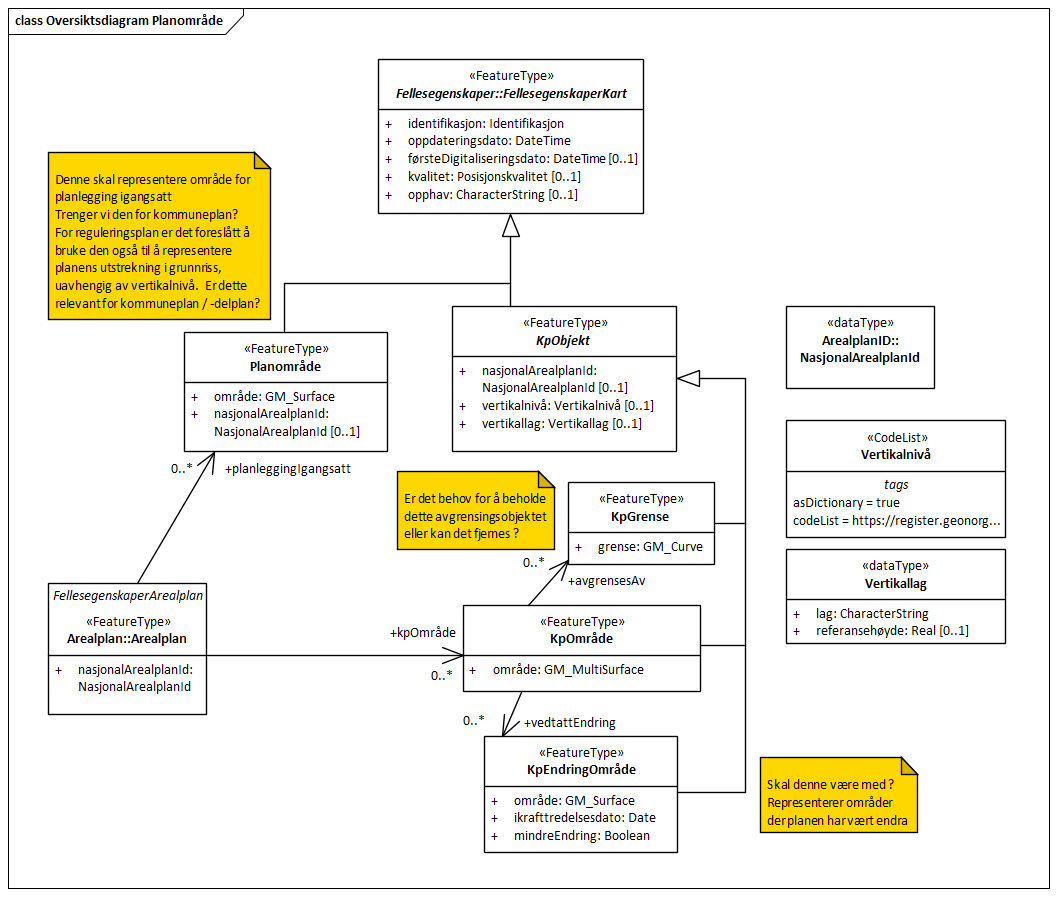 class Oversiktsdiagram Planområde
«FeatureType»
Fellesegenskaper::FellesegenskaperKart
+ identifikasjon: Identifikasjon
+ oppdateringsdato: DateTime
+ førsteDigitaliseringsdato: DateTime [0..1]
+ kvalitet: Posisjonskvalitet [0..1]
+ opphav: CharacterString [0..1]
Denne skal representere område for
planlegging igangsatt
Trenger vi den for kommuneplan?
For reguleringsplan er det foreslått å
bruke den også til å representere
planens utstrekning i grunnriss,
uavhengig av vertikalnivå. Er dette
relevant for kommuneplan / -delplan?
«FeatureType»
Planområde
+ område: GM_Surface
+ nasjonalArealplanId:
NasjonalArealplanId [0..1]
«FeatureType»
KpObjekt
+ nasjonalArealplanId:
NasjonalArealplanId [0..1]
+ vertikalnivå: Vertikalnivå [0..1]
+ vertikallag: Vertikallag [0..1]
«dataType»
ArealplanID::
NasjonalArealplanId
«CodeList»
Vertikalnivå
tags
asDictionary = true
codeList = https://register.geonorg...
«dataType»
Vertikallag
+ lag: CharacterString
+ referansehøyde: Real [0..1]
0..*
+planleggingIgangsatt
Er det behov for å beholde
dette avgrensingsobjektet
eller kan det fjernes ?
«FeatureType»
KpGrense
+ grense: GM_Curve
0..*
+avgrensesAv
FellesegenskaperArealplan
«FeatureType»
Arealplan::Arealplan
+ nasjonalArealplanId:
NasjonalArealplanId
+kpOmråde
0..*
«FeatureType»
KpOmråde
+ område: GM_MultiSurface
0..*
+vedtattEndring
«FeatureType»
KpEndringOmråde
+ område: GM_Surface
+ ikrafttredelsesdato: Date
+ mindreEndring: Boolean
Skal denne være med ?
Representerer områder
der planen har vært endra